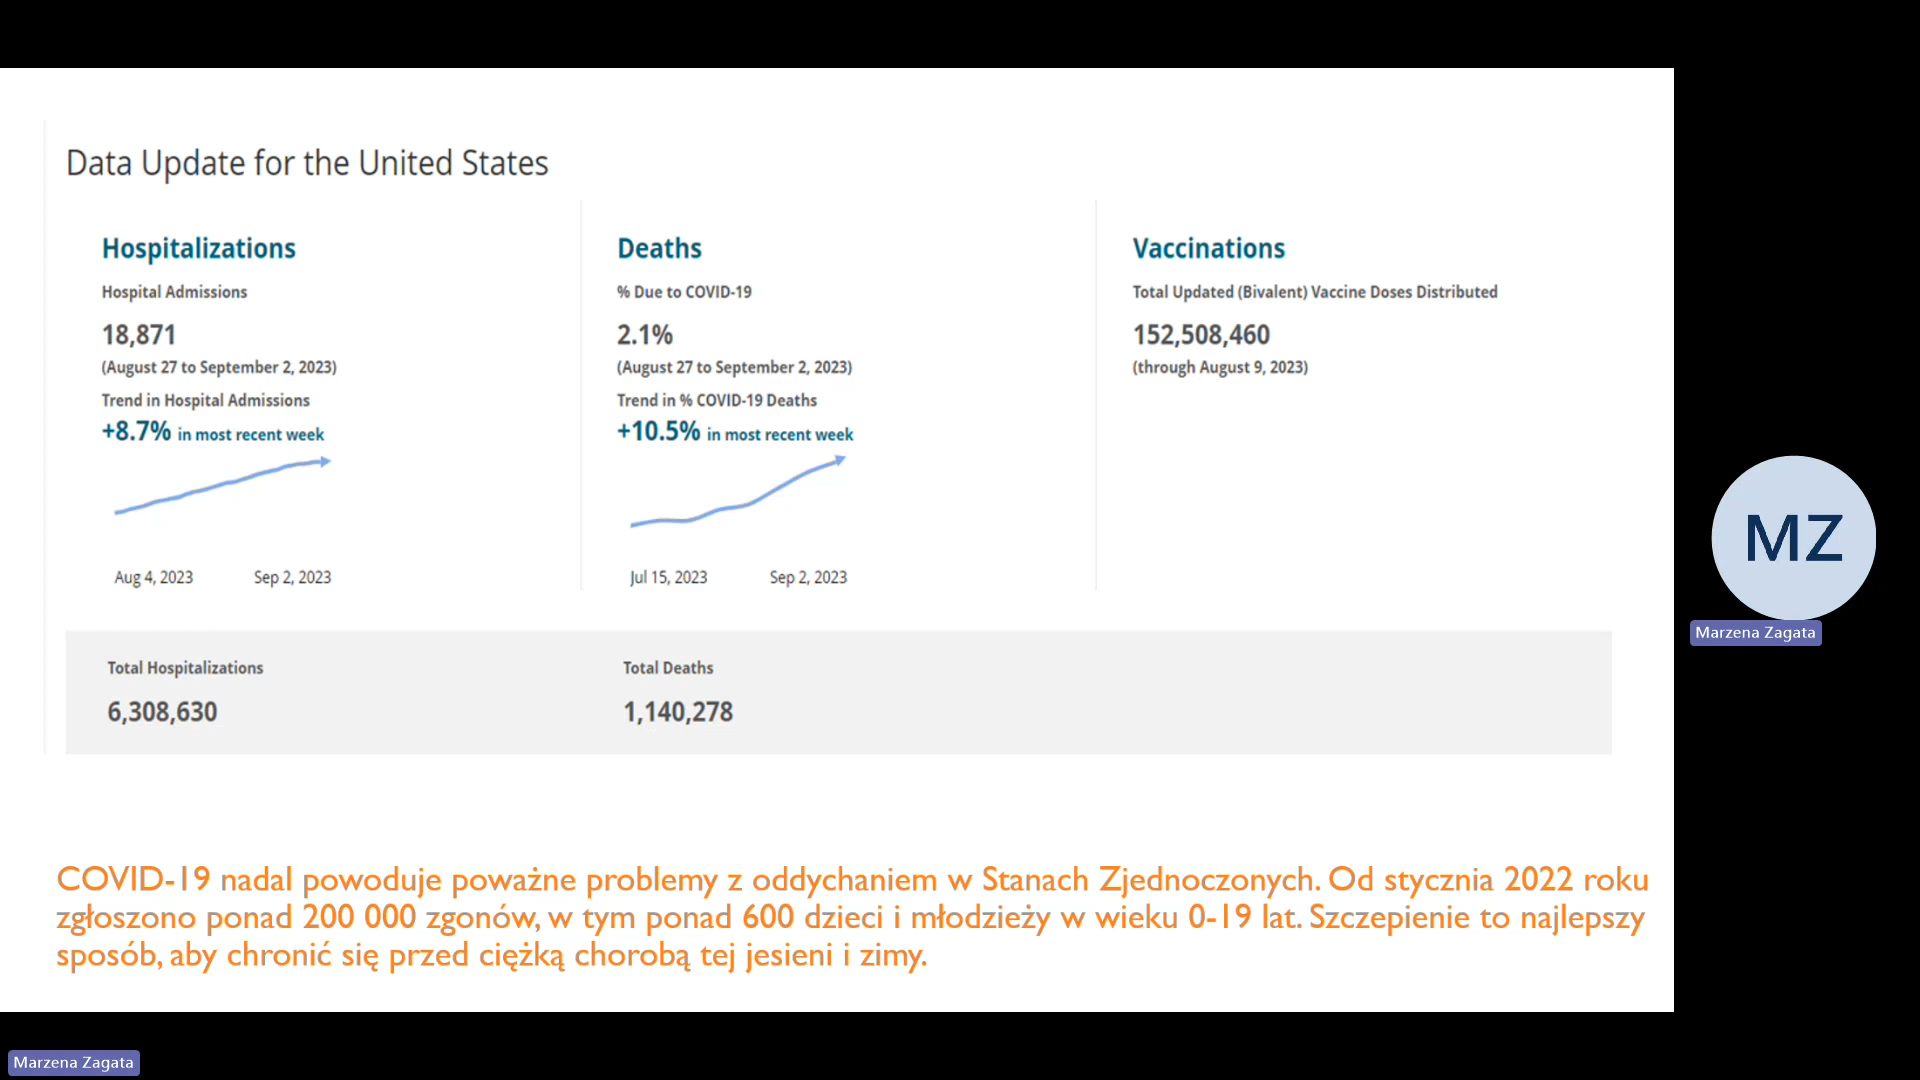 Data Update for the United States
Hospitalizations
Hospital Admissions
18,871
(August 27 to September 2, 2023)
Trend in Hospital Admissions
+8.7% in most recent week
Aug 4, 2023 Sep 2, 2023
Deaths
% Due to COVID-19
2.1%
(August 27 to September 2, 2023)
Trend in % COVID-19 Deaths
+10.5% in most recent week
Jul 15, 2023 Sep 2, 2023
Vaccinations
Total Updated (Bivalent) Vaccine Doses Distributed
152,508,460
(through August 9, 2023)
Total Hospitalizations
6,308,630
Total Deaths
1,140,278
COVID-19 nadal powoduje poważne problemy z oddychaniem w Stanach Zjednoczonych. Od stycznia 2022 roku
zgłoszono ponad 200 000 zgonów, w tym ponad 600 dzieci i młodzieży w wieku 0-19 lat. Szczepienie to najlepszy
sposób, aby chronić się przed ciężką chorobą tej jesieni i zimy.
MZ
Marzena Zagata
Marzena Zagata